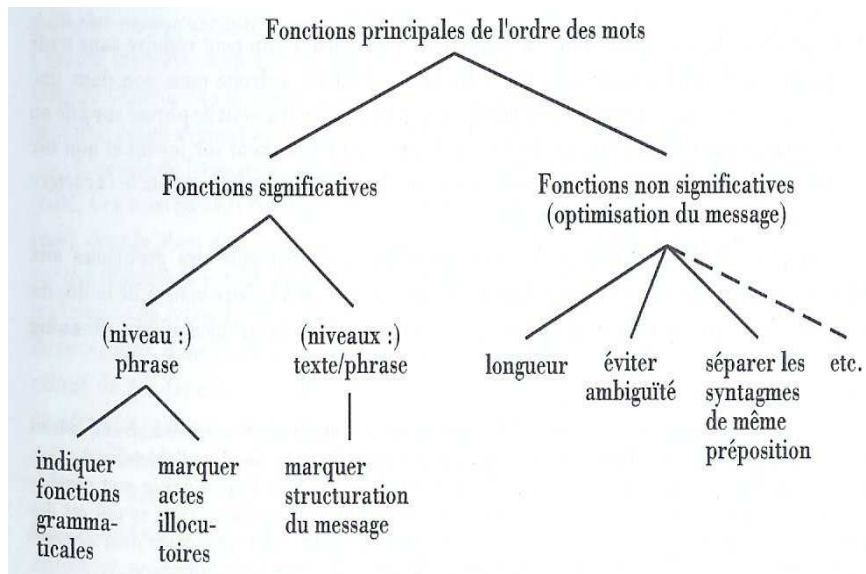 Fonctions principales de l'ordre des mots
Fonctions significatives
Fonctions non significatives
(optimisation du message)
(niveau :)
phrase
(niveaux :)
texte/phrase
longueur
éviter
ambiguïté
séparer les
syntagmes
de même
préposition
etc.
indiquer
fonctions
gramma-
ticales
marquer
actes
illocu-
toires
marquer
structuration
du message